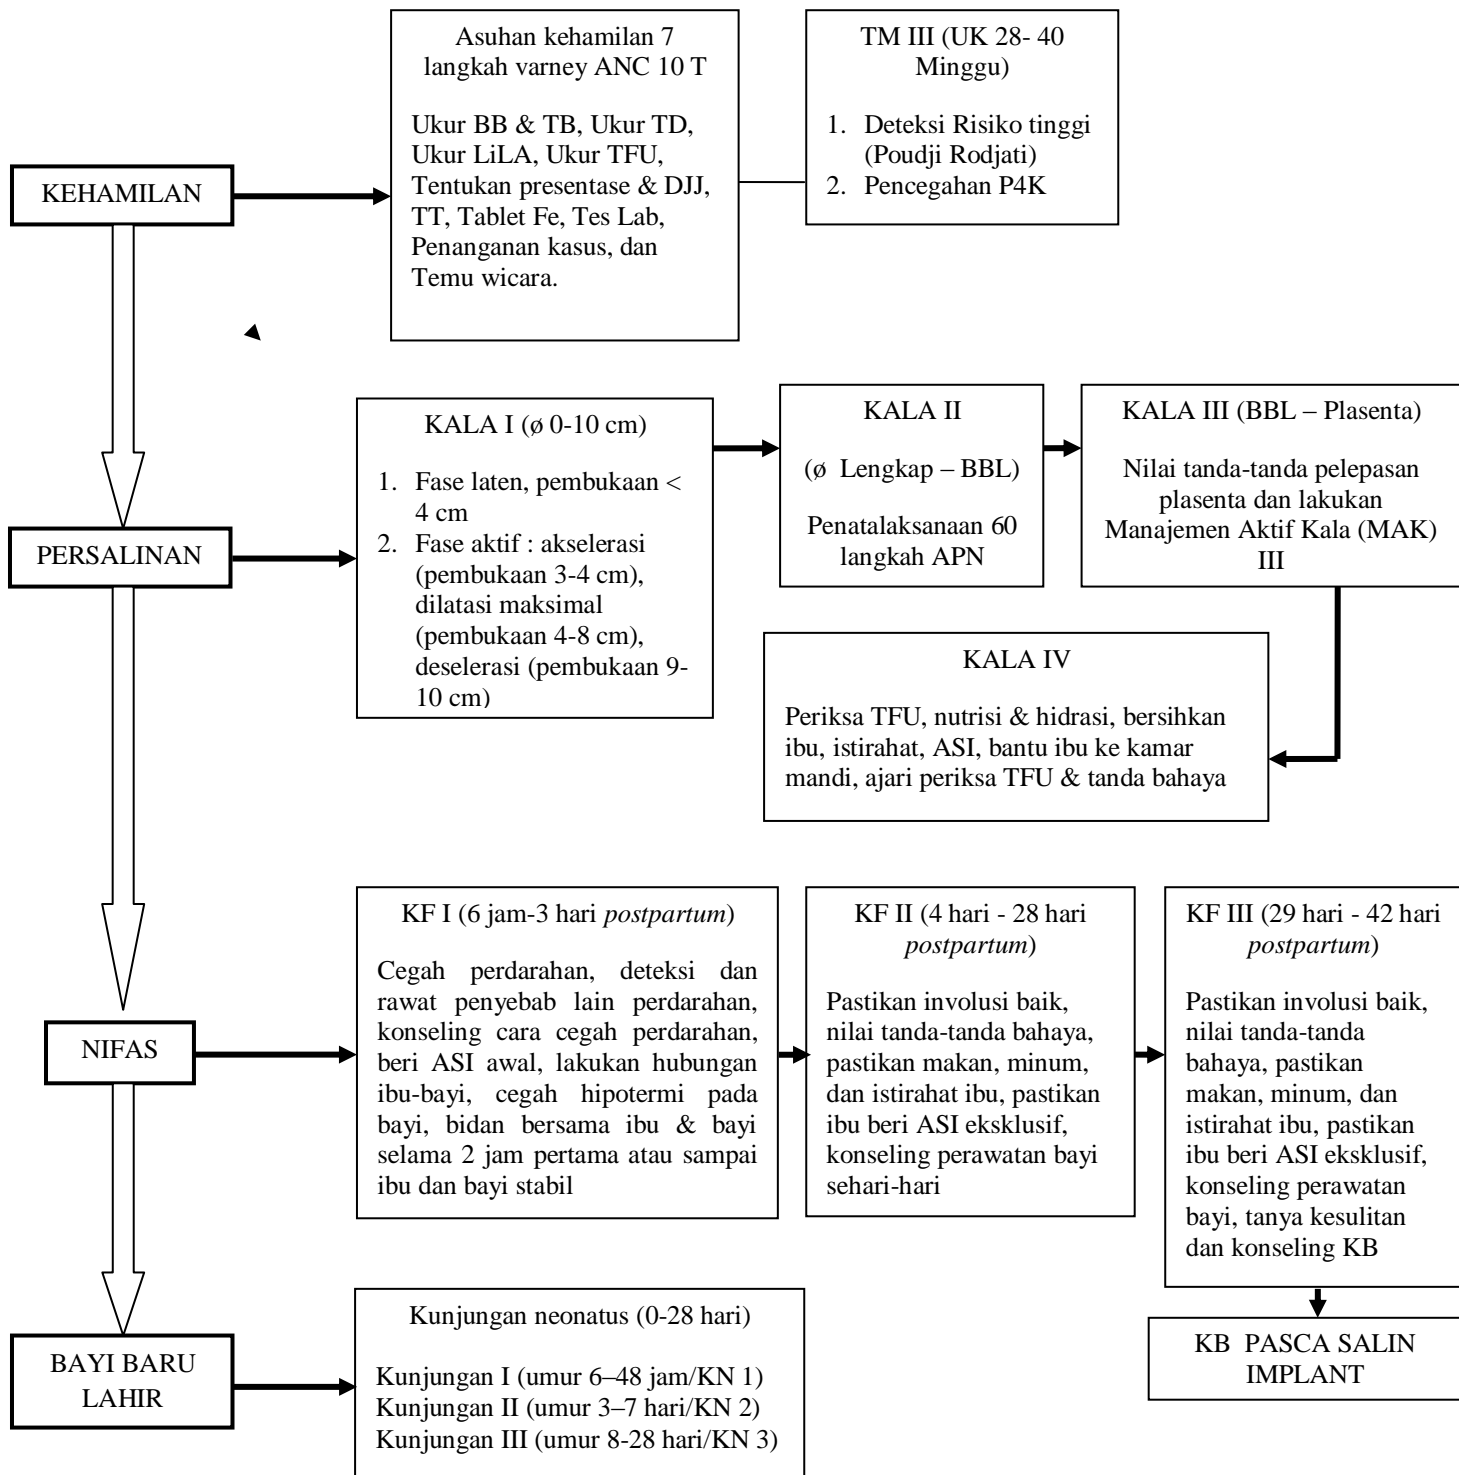 Asuhan kehamilan 7
langkah varney ANC 10 T
Ukur BB & TB, Ukur TD,
Ukur LiLA, Ukur TFU,
Tentukan presentase & DJJ,
TT, Tablet Fe, Tes Lab,
Penanganan kasus, dan
Temu wicara.
TM III (UK 28- 40
Minggu)
1. Deteksi Risiko tinggi
(Poudji Rodjati)
2. Pencegahan P4K
KEHAMILAN
KALA I (ø 0-10 cm)
1. Fase laten, pembukaan <
4 cm
2. Fase aktif : akselerasi
(pembukaan 3-4 cm),
dilatasi maksimal
(pembukaan 4-8 cm),
deselerasi (pembukaan 9-
10 cm)
KALA II
(ø Lengkap – BBL)
Penatalaksanaan 60
langkah APN
KALA III (BBL – Plasenta)
Nilai tanda-tanda pelepasan
plasenta dan lakukan
Manajemen Aktif Kala (MAK)
III
PERSALINAN
KALA IV
Periksa TFU, nutrisi & hidrasi, bersihkan
ibu, istirahat, ASI, bantu ibu ke kamar
mandi, ajari periksa TFU & tanda bahaya
KF I (6 jam-3 hari postpartum)
Cegah perdarahan, deteksi dan
rawat penyebab lain perdarahan,
konseling cara cegah perdarahan,
beri ASI awal, lakukan hubungan
ibu-bayi, cegah hipotermi pada
bayi, bidan bersama ibu & bayi
selama 2 jam pertama atau sampai
ibu dan bayi stabil
KF II (4 hari - 28 hari
postpartum)
Pastikan involusi baik,
nilai tanda-tanda bahaya,
pastikan makan, minum,
dan istirahat ibu, pastikan
ibu beri ASI eksklusif,
konseling perawatan bayi
sehari-hari
KF III (29 hari - 42 hari
postpartum)
Pastikan involusi baik,
nilai tanda-tanda
bahaya, pastikan
makan, minum, dan
istirahat ibu, pastikan
ibu beri ASI eksklusif,
konseling perawatan
bayi, tanya kesulitan
dan konseling KB
NIFAS
Kunjungan neonatus (0-28 hari)
Kunjungan I (umur 6–48 jam/KN 1)
Kunjungan II (umur 3–7 hari/KN 2)
Kunjungan III (umur 8-28 hari/KN 3)
KB PASCA SALIN
IMPLANT
BAYI BARU
LAHIR